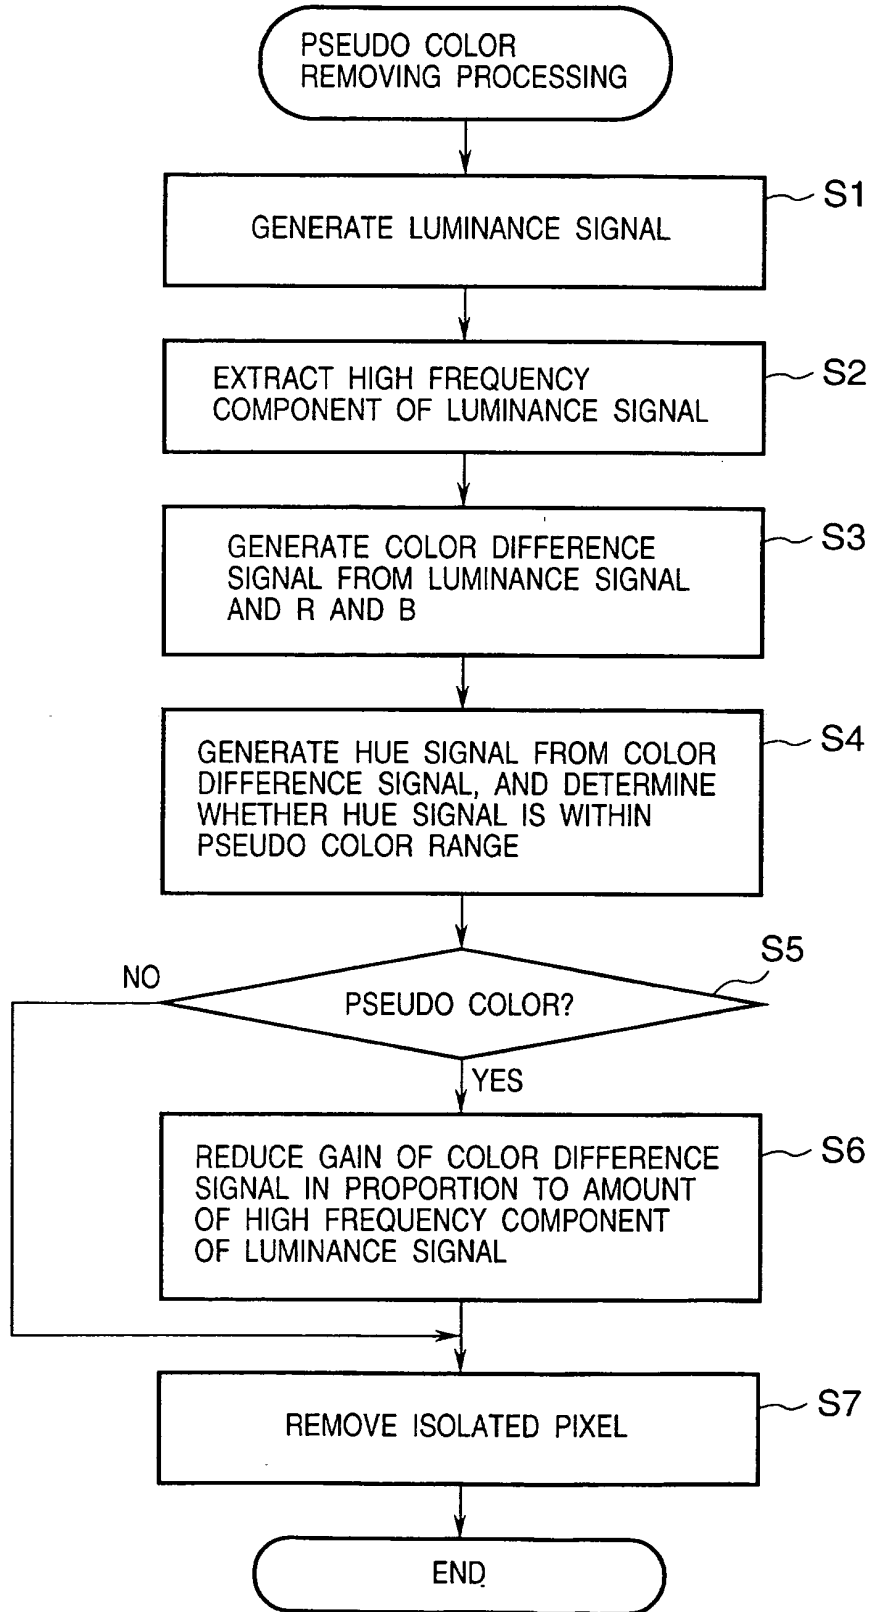 PSEUDO COLOR
REMOVING PROCESSING
S1
GENERATE LUMINANCE SIGNAL
S2
EXTRACT HIGH FREQUENCY
COMPONENT OF LUMINANCE SIGNAL
S3
GENERATE COLOR DIFFERENCE
SIGNAL FROM LUMINANCE SIGNAL
AND R AND B
S4
GENERATE HUE SIGNAL FROM COLOR
DIFFERENCE SIGNAL, AND DETERMINE
WHETHER HUE SIGNAL IS WITHIN
PSEUDO COLOR RANGE
S5
NO
PSEUDO COLOR?
YES
S6
REDUCE GAIN OF COLOR DIFFERENCE
SIGNAL IN PROPORTION TO AMOUNT
OF HIGH FREQUENCY COMPONENT
OF LUMINANCE SIGNAL
S7
REMOVE ISOLATED PIXEL
END